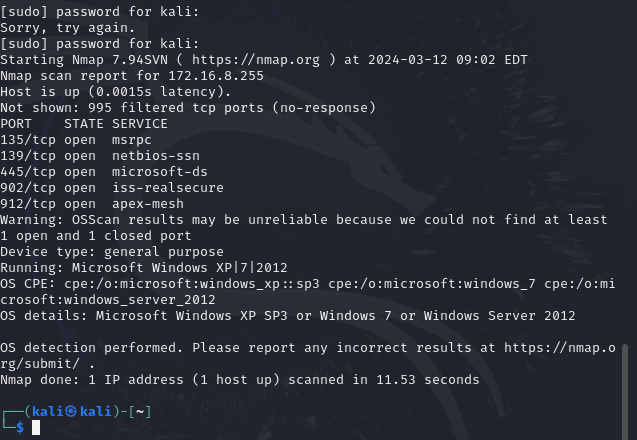 [sudo] password for kali:
Sorry, try again.
[sudo] password for kali:
Starting Nmap 7.94SVN ( https://nmap.org ) at 2024-03-12 09:02 EDT
Nmap scan report for 172.16.8.255
Host is up (0.0015s latency).
Not shown: 995 filtered tcp ports (no-response)
PORT    STATE SERVICE
135/tcp open  msrpc
139/tcp open  netbios-ssn
445/tcp open  microsoft-ds
902/tcp open  iss-realsecure
912/tcp open  apex-mesh
Warning: OSScan results may be unreliable because we could not find at least
1 open and 1 closed port
Device type: general purpose
Running: Microsoft Windows XP|7|2012
OS CPE: cpe:/o:microsoft:windows_xp::sp3 cpe:/o:microsoft:windows_7 cpe:/o:mi
crosoft:windows_server_2012
OS details: Microsoft Windows XP SP3 or Windows 7 or Windows Server 2012

OS detection performed. Please report any incorrect results at https://nmap.o
rg/submit/ .
Nmap done: 1 IP address (1 host up) scanned in 11.53 seconds

┌──(kali㉿kali)-[~]
└─$